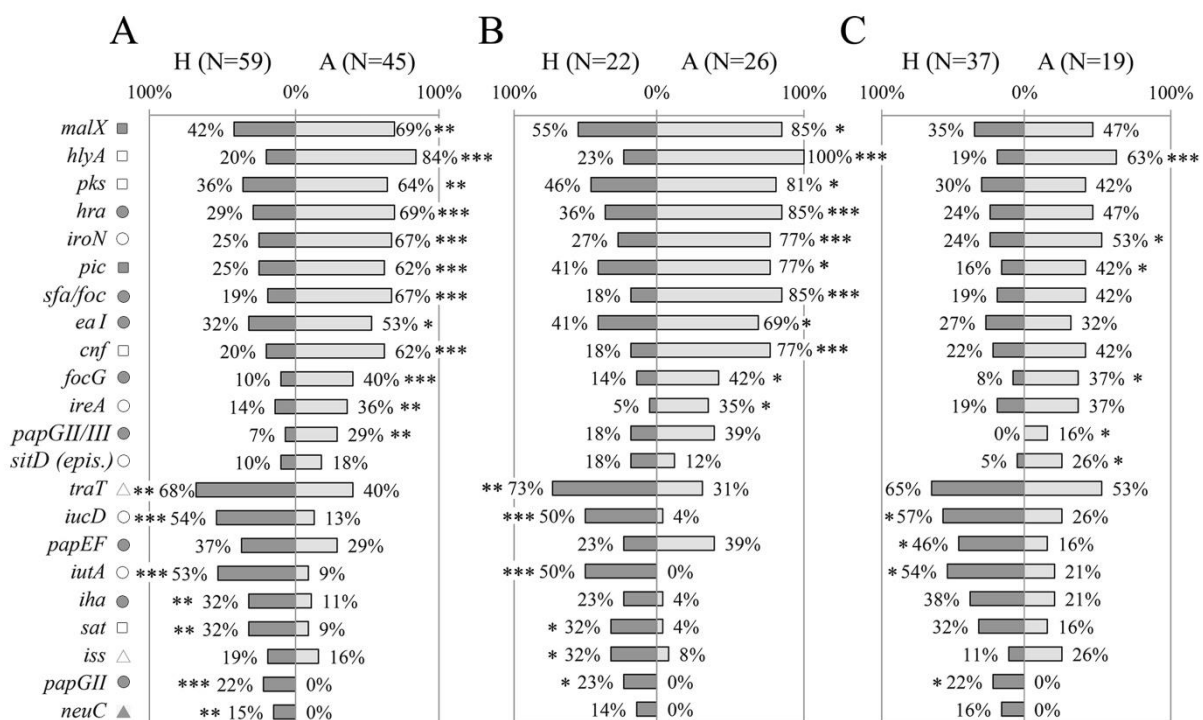 A B C
H (N=59) A (N=45) H (N=22) A (N=26) H (N=37) A (N=19)
100% 0% 100% 100% 0% 100% 100% 0% 100%
malX 42% 69% ** 55% 85% * 35% 47%
hlyA 20% 84% *** 23% 100% *** 19% 63% ***
pks 36% 64% ** 46% 81% * 30% 42%
hra 29% 69% *** 36% 85% *** 24% 47%
iroN 25% 67% *** 27% 77% *** 24% 53% *
pic 25% 62% *** 41% 77% * 16% 42% *
sfa/foc 19% 67% *** 18% 85% *** 19% 42%
ea I 32% 53% * 41% 69% * 27% 32%
cnf 20% 62% *** 18% 77% *** 22% 42%
focG 10% 40% *** 14% 42% * 8% 37% *
ireA 14% 36% ** 5% 35% * 19% 37%
papGII/III 7% 29% ** 18% 39% 0% 16% *
sitD (epis.) 10% 18% 18% 12% 5% 26% *
traT ** 68% 40% ** 73% 31% 65% 53%
iucD *** 54% 13% *** 50% 4% * 57% 26%
papEF 37% 29% 23% 39% * 46% 16%
iutA *** 53% 9% *** 50% 0% * 54% 21%
iha ** 32% 11% 23% 4% 38% 21%
sat ** 32% 9% * 32% 4% 32% 16%
iss 19% 16% * 32% 8% 11% 26%
papGII *** 22% 0% * 23% 0% * 22% 0%
neuC ** 15% 0% 14% 0% 16% 0%